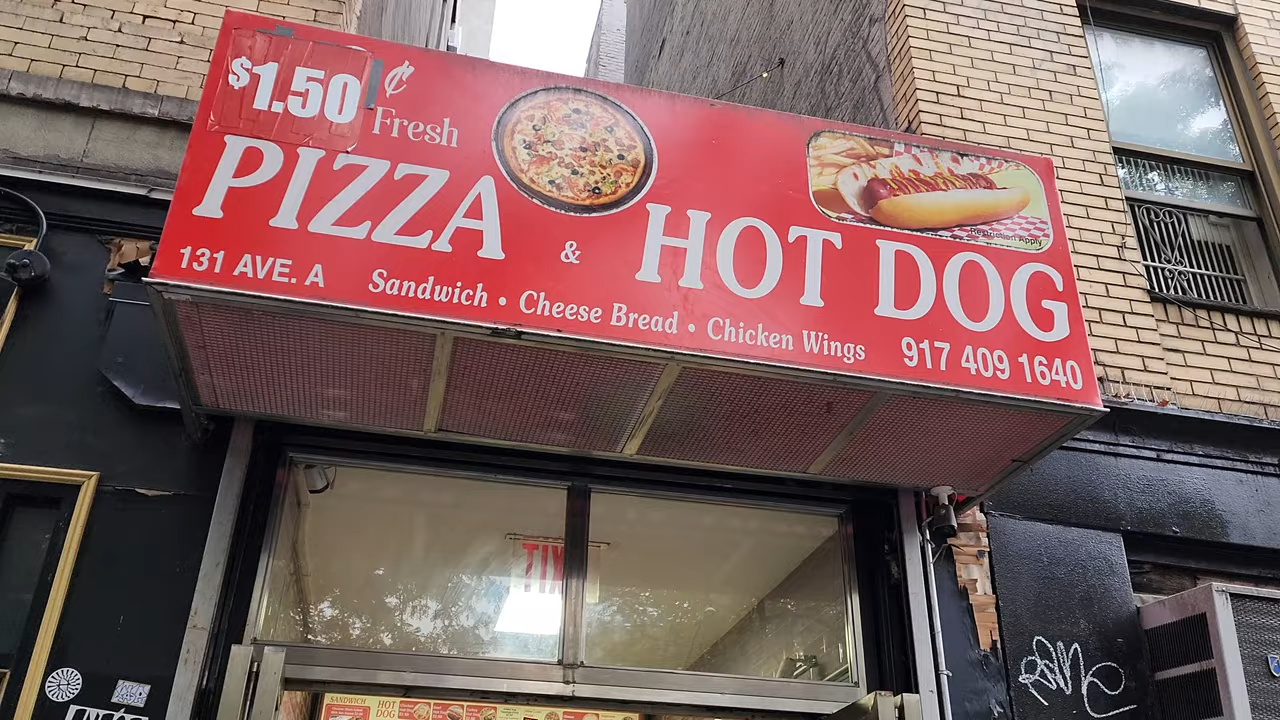 $1.50 ¢
Fresh
PIZZA & HOT DOG
Restriction Apply
131 AVE. A
Sandwich • Cheese Bread • Chicken Wings
917 409 1640
EXIT
SANDWICH
HOT DOG